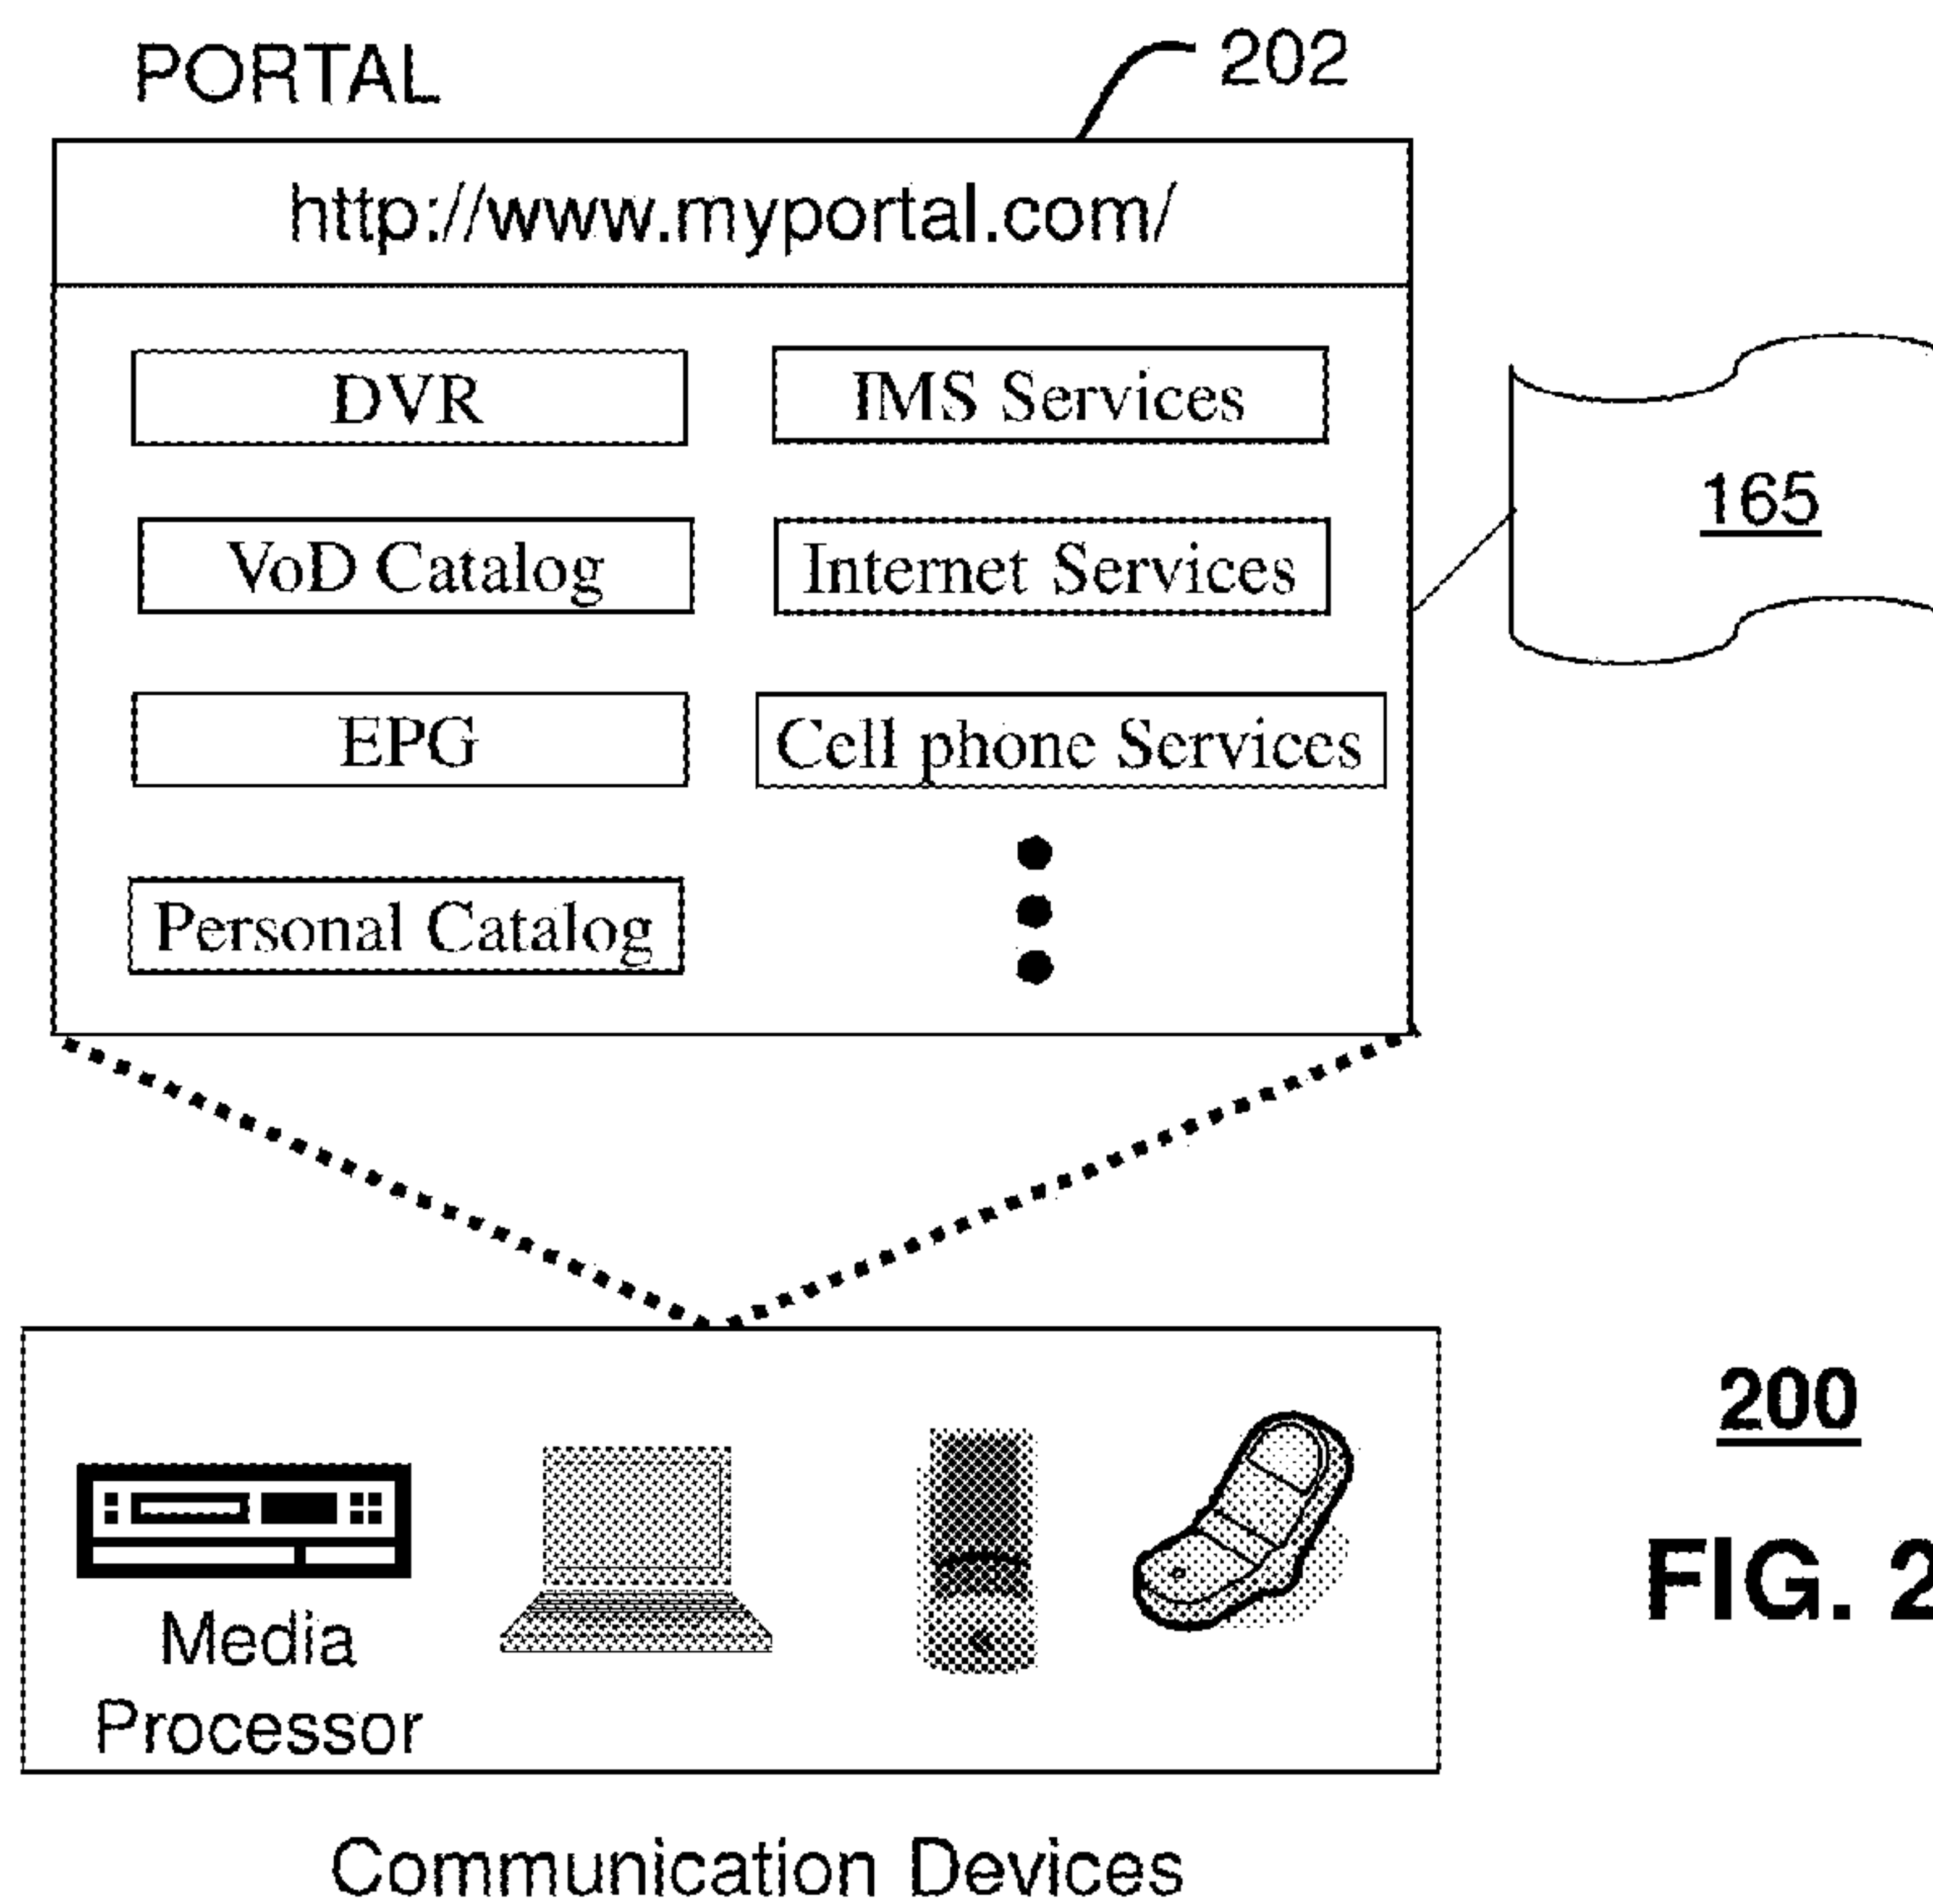 PORTAL
202
http://www.myportal.com/
DVR
IMS Services
165
VoD Catalog
Internet Services
EPG
Cell phone Services
Personal Catalog
200
FIG. 2
Media
Processor
Communication Devices